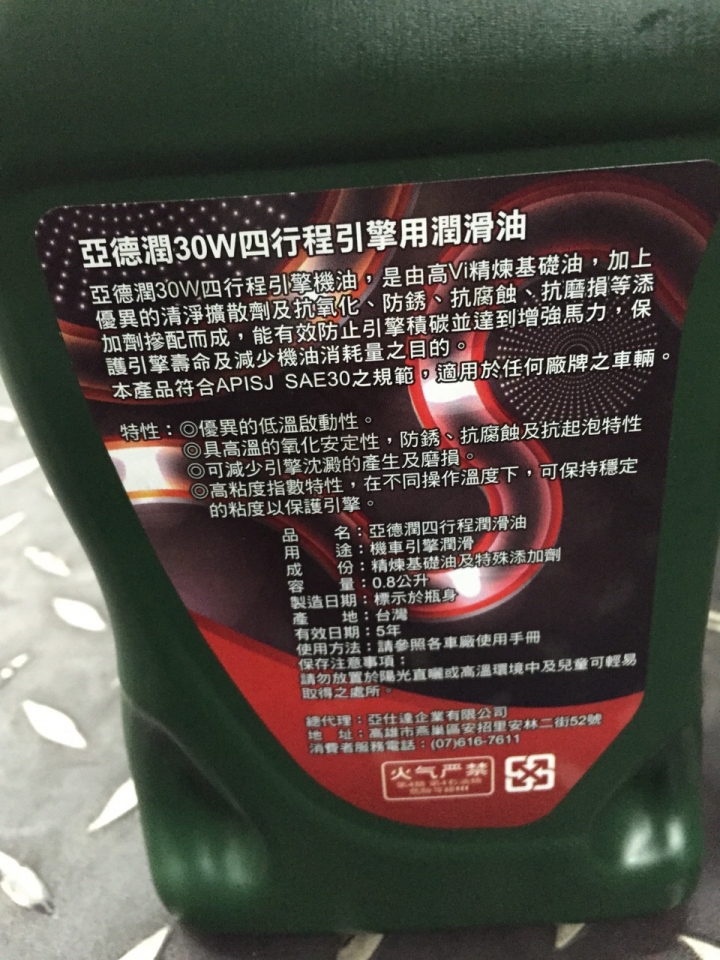 亞德潤30W四行程引擎用潤滑油
亞德潤30W四行程引擎機油，是由高Vi精煉基礎油，加上
優異的清淨擴散劑及抗氧化、防銹、抗腐蝕、抗磨損等添
加劑摻配而成，能有效防止引擎積碳並達到增強馬力，保
護引擎壽命及減少機油消耗量之目的。
本產品符合APISJ SAE30之規範，適用於任何廠牌之車輛。
特性：◎優異的低溫啟動性。
◎具高溫的氧化安定性，防銹、抗腐蝕及抗起泡特性
◎可減少引擎沈澱的產生及磨損。
◎高粘度指數特性，在不同操作溫度下，可保持穩定
的粘度以保護引擎。
品　　名：亞德潤四行程潤滑油
用　　途：機車引擎潤滑
成　　份：精煉基礎油及特殊添加劑
容　　量：0.8公升
製造日期：標示於瓶身
產　　地：台灣
有效日期：5年
使用方法：請參照各車廠使用手冊
保存注意事項：
請勿放置於陽光直曬或高溫環境中及兒童可輕易
取得之處所。
總代理：亞仕達企業有限公司
地　址：高雄市燕巢區安招里安林二街52號
消費者服務電話：(07)616-7611
火气严禁